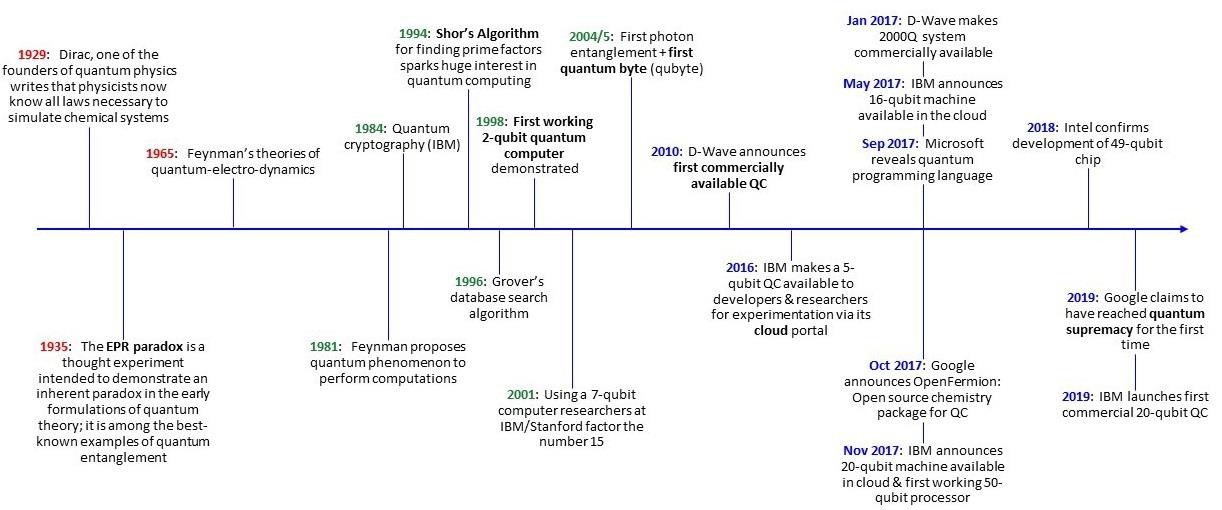 1929: Dirac, one of the
founders of quantum physics
writes that physicists now
know all laws necessary to
simulate chemical systems
1965: Feynman's theories of
quantum-electro-dynamics
1984: Quantum
cryptography (IBM)
1994: Shor's Algorithm
for finding prime factors
sparks huge interest in
quantum computing
1998: First working
2-qubit quantum
computer
demonstrated
2004/5: First photon
entanglement + first
quantum byte (qubyte)
2010: D-Wave announces
first commercially
available QC
Jan 2017: D-Wave makes
2000Q system
commercially available
May 2017: IBM announces
16-qubit machine
available in the cloud
Sep 2017: Microsoft
reveals quantum
programming language
2018: Intel confirms
development of 49-qubit
chip
1935: The EPR paradox is a
thought experiment
intended to demonstrate an
inherent paradox in the early
formulations of quantum
theory; it is among the best-
known examples of quantum
entanglement
1981: Feynman proposes
quantum phenomenon to
perform computations
1996: Grover's
database search
algorithm
2001: Using a 7-qubit
computer researchers at
IBM/Stanford factor the
number 15
2016: IBM makes a 5-
qubit QC available to
developers & researchers
for experimentation via its
cloud portal
Oct 2017: Google
announces OpenFermion:
Open source chemistry
package for QC
Nov 2017: IBM announces
20-qubit machine available
in cloud & first working 50-
qubit processor
2019: Google claims to
have reached quantum
supremacy for the first
time
2019: IBM launches first
commercial 20-qubit QC